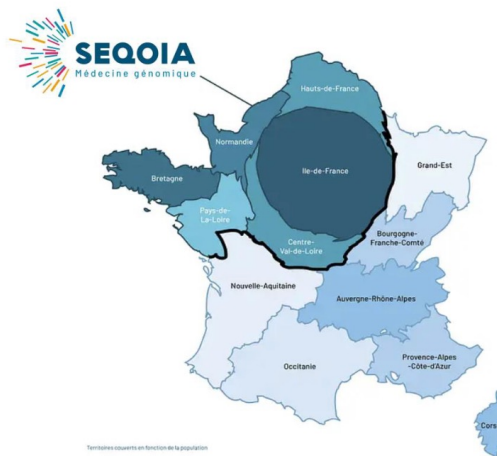 SEQOIA
Médecine génomique
Hauts-de-France
Normandie
Ile-de-France
Grand-Est
Bretagne
Pays-de-
La-Loire
Centre-
Val-de-Loire
Bourgogne-
Franche-Comté
Nouvelle-Aquitaine
Auvergne-Rhône-Alpes
Occitanie
Provence-Alpes
-Côte-d'Azur
Cors
Territoires couverts en fonction de la population